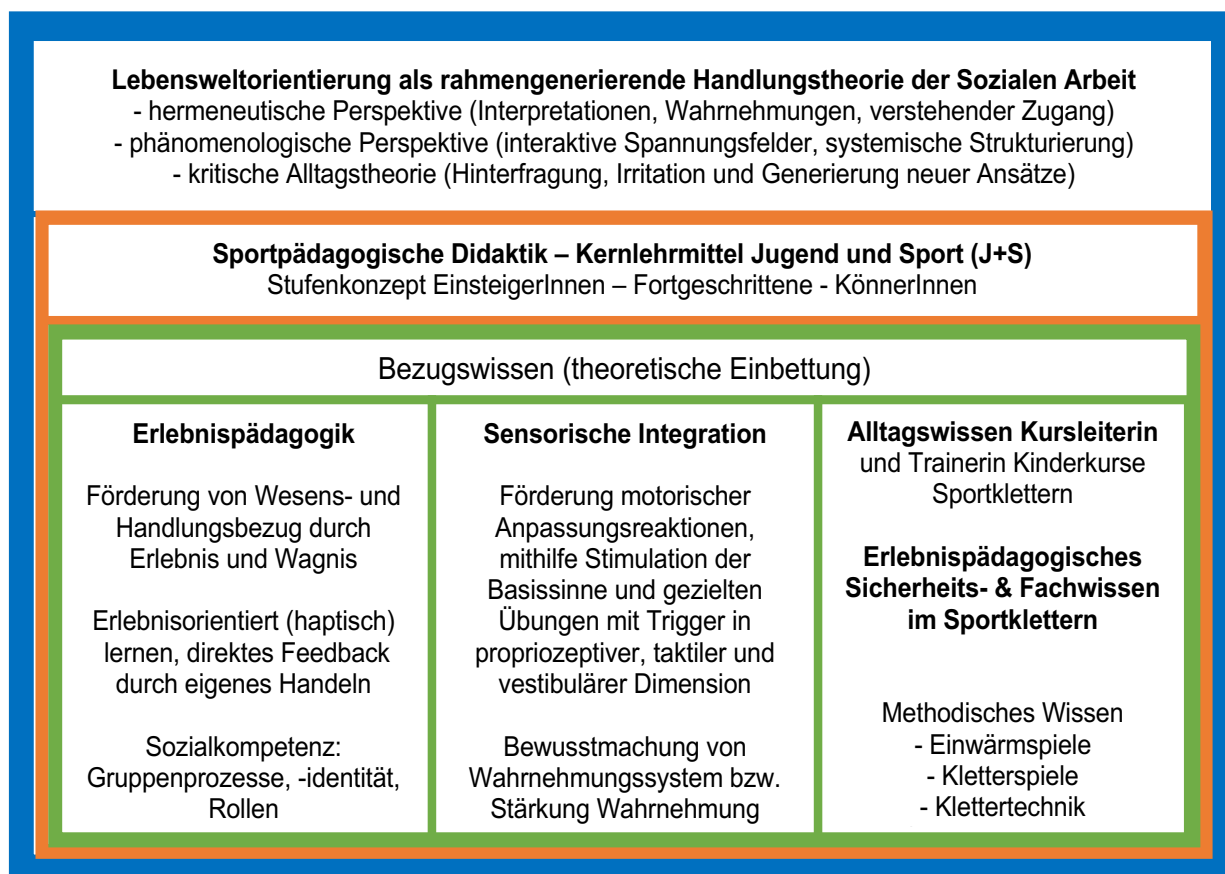 Lebensweltorientierung als rahmengenerierende Handlungstheorie der Sozialen Arbeit
- hermeneutische Perspektive (Interpretationen, Wahrnehmungen, verstehender Zugang)
- phänomenologische Perspektive (interaktive Spannungsfelder, systemische Strukturierung)
- kritische Alltagstheorie (Hinterfragung, Irritation und Generierung neuer Ansätze)
Sportpädagogische Didaktik – Kernlehrmittel Jugend und Sport (J+S)
Stufenkonzept EinsteigerInnen – Fortgeschrittene - KönnerInnen
Bezugswissen (theoretische Einbettung)
Erlebnispädagogik
Förderung von Wesens- und
Handlungsbezug durch
Erlebnis und Wagnis
Erlebnisorientiert (haptisch)
lernen, direktes Feedback
durch eigenes Handeln
Sozialkompetenz:
Gruppenprozesse, -identität,
Rollen
Sensorische Integration
Förderung motorischer
Anpassungsreaktionen,
mithilfe Stimulation der
Basissinne und gezielten
Übungen mit Trigger in
propriozeptiver, taktiler und
vestibulärer Dimension
Bewusstmachung von
Wahrnehmungssystem bzw.
Stärkung Wahrnehmung
Alltagswissen Kursleiterin
und Trainerin Kinderkurse
Sportklettern
Erlebnispädagogisches
Sicherheits- & Fachwissen
im Sportklettern
Methodisches Wissen
- Einwärmspiele
- Kletterspiele
- Klettertechnik